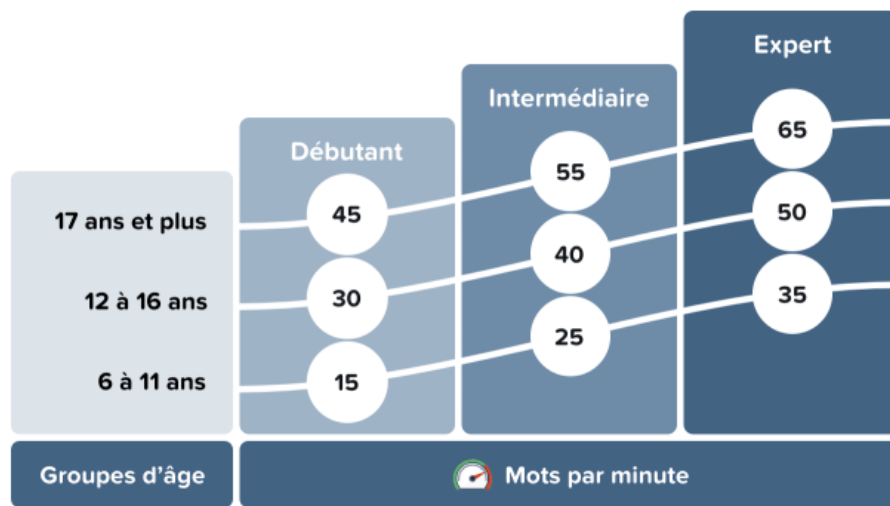 Expert
Intermédiaire
Débutant
17 ans et plus
45
55
65
12 à 16 ans
30
40
50
6 à 11 ans
15
25
35
Groupes d’âge
Mots par minute